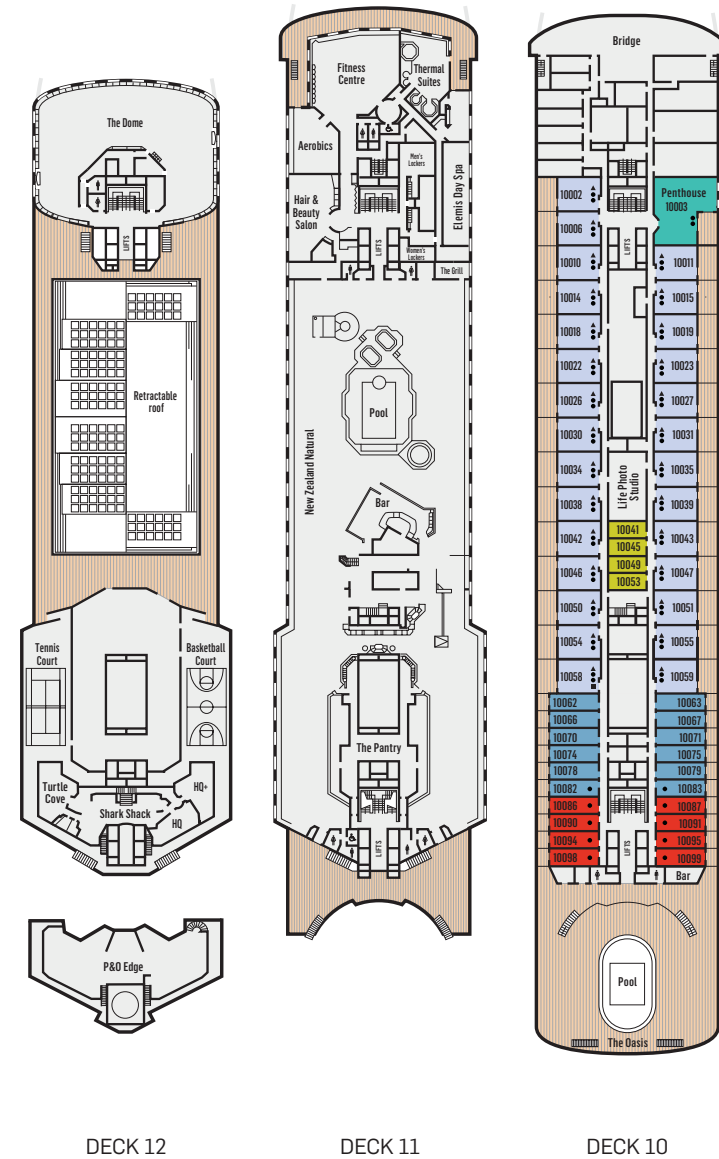 The Dome
LIFTS
Retractable
roof
Tennis
Court
Basketball
Court
Turtle
Cove
HQ+
Shark Shack
HQ
P&O Edge
DECK 12
Fitness
Centre
Thermal
Suites
Aerobics
Men's
Lockers
Elemis Day Spa
Hair &
Beauty
Salon
LIFTS
Women's
Lockers
The Grill
New Zealand Natural
Pool
Bar
The Pantry
LIFTS
DECK 11
Bridge
Penthouse
10003
10002
10006
LIFTS
10010
10011
10014
10015
10018
10019
10022
10023
10026
10027
10030
10031
10034
10035
Life Photo
Studio
10038
10039
10041
10042
10043
10045
10049
10046
10047
10053
10050
10051
10054
10055
10058
10059
10062
10063
10066
10067
10070
10071
10074
10075
10078
10079
10082
10083
10086
10087
10090
10091
10094
10095
LIFTS
10098
10099
Bar
Pool
The Oasis
DECK 10